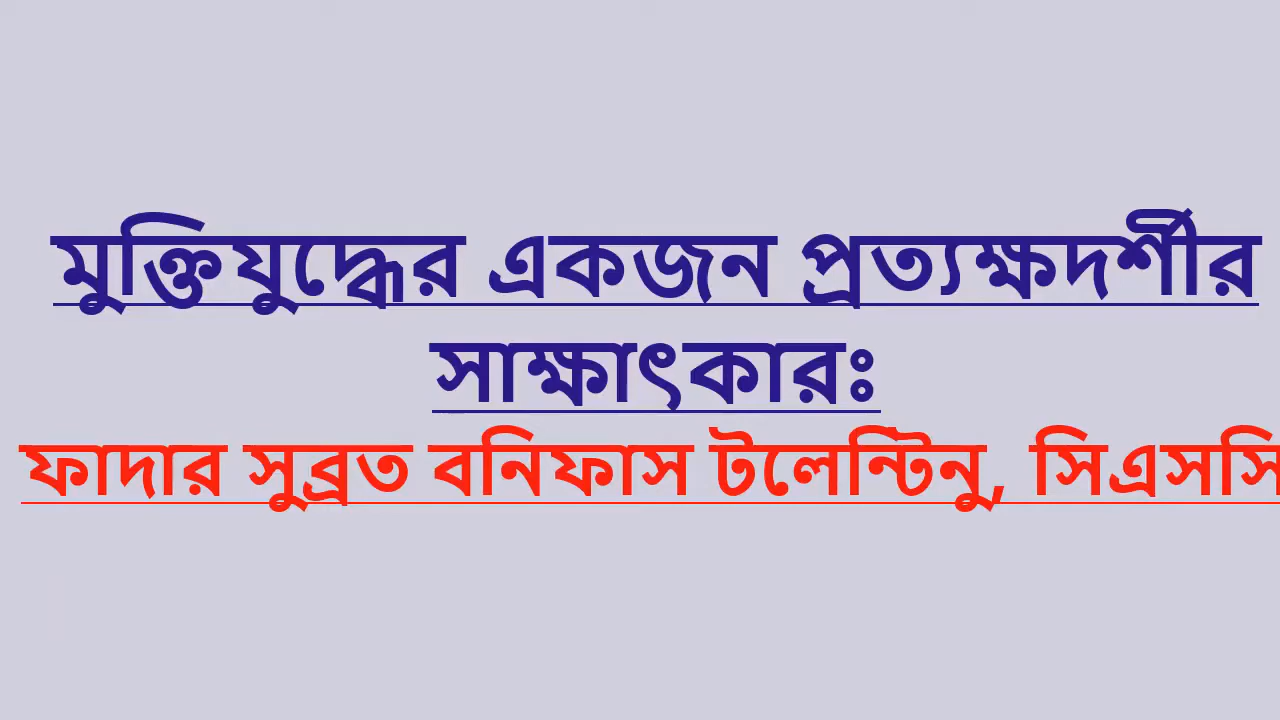 মুক্তিযুদ্ধের একজন প্রত্যক্ষদর্শীর
সাক্ষাৎকারঃ
ফাদার সুব্রত বনিফাস টলেন্টিনু, সিএসসি